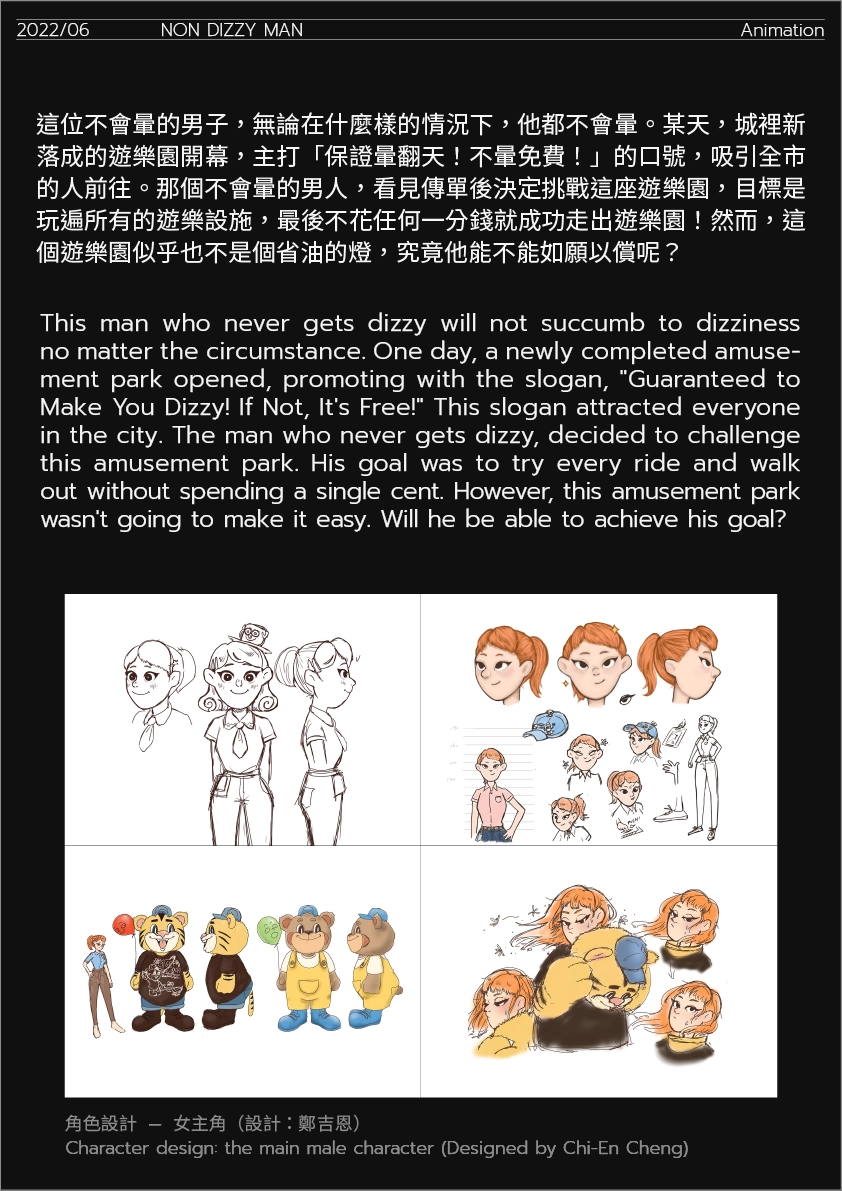 2022/06 NON DIZZY MAN Animation
這位不會暈的男子，無論在什麼樣的情況下，他都不會暈。某天，城裡新
落成的遊樂園開幕，主打「保證暈翻天！不暈免費！」的口號，吸引全市
的人前往。那個不會暈的男人，看見傳單後決定挑戰這座遊樂園，目標是
玩遍所有的遊樂設施，最後不花任何一分錢就成功走出遊樂園！然而，這
個遊樂園似乎也不是個省油的燈，究竟他能不能如願以償呢？
This man who never gets dizzy will not succumb to dizziness
no matter the circumstance. One day, a newly completed amuse-
ment park opened, promoting with the slogan, "Guaranteed to
Make You Dizzy! If Not, It's Free!" This slogan attracted everyone
in the city. The man who never gets dizzy, decided to challenge
this amusement park. His goal was to try every ride and walk
out without spending a single cent. However, this amusement park
wasn't going to make it easy. Will he be able to achieve his goal?
角色設計 — 女主角（設計：鄭吉恩）
Character design: the main male character (Designed by Chi-En Cheng)